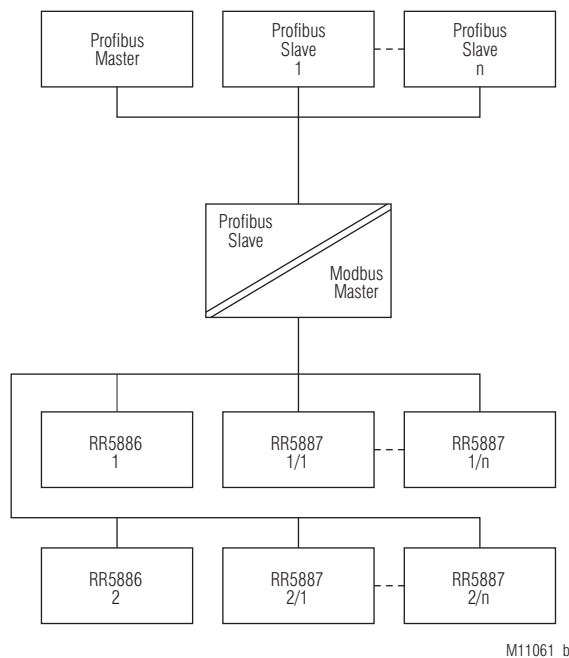 Profibus
Master
Profibus
Slave
1
Profibus
Slave
n
Profibus
Slave
Modbus
Master
RR5886
1
RR5887
1/1
RR5887
1/n
RR5886
2
RR5887
2/1
RR5887
2/n
M11061_b